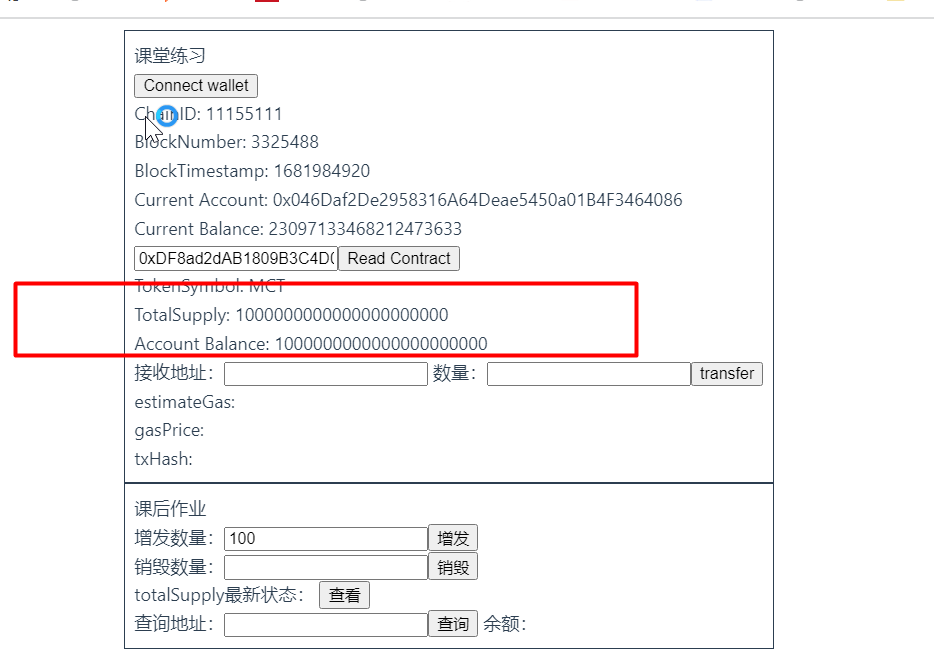 课堂练习
Connect wallet
ChainID: 11155111
BlockNumber: 3325488
BlockTimestamp: 1681984920
Current Account: 0x046Daf2De2958316A64Deae5450a01B4F3464086
Current Balance: 23097133468212473633
0xDF8ad2dAB1809B3C4D0 Read Contract
TokenSymbol: MCT
TotalSupply: 1000000000000000000000
Account Balance: 1000000000000000000000
接收地址： 数量： transfer
estimateGas:
gasPrice:
txHash:
课后作业
增发数量： 100 增发
销毁数量： 销毁
totalSupply最新状态： 查看
查询地址： 查询 余额：